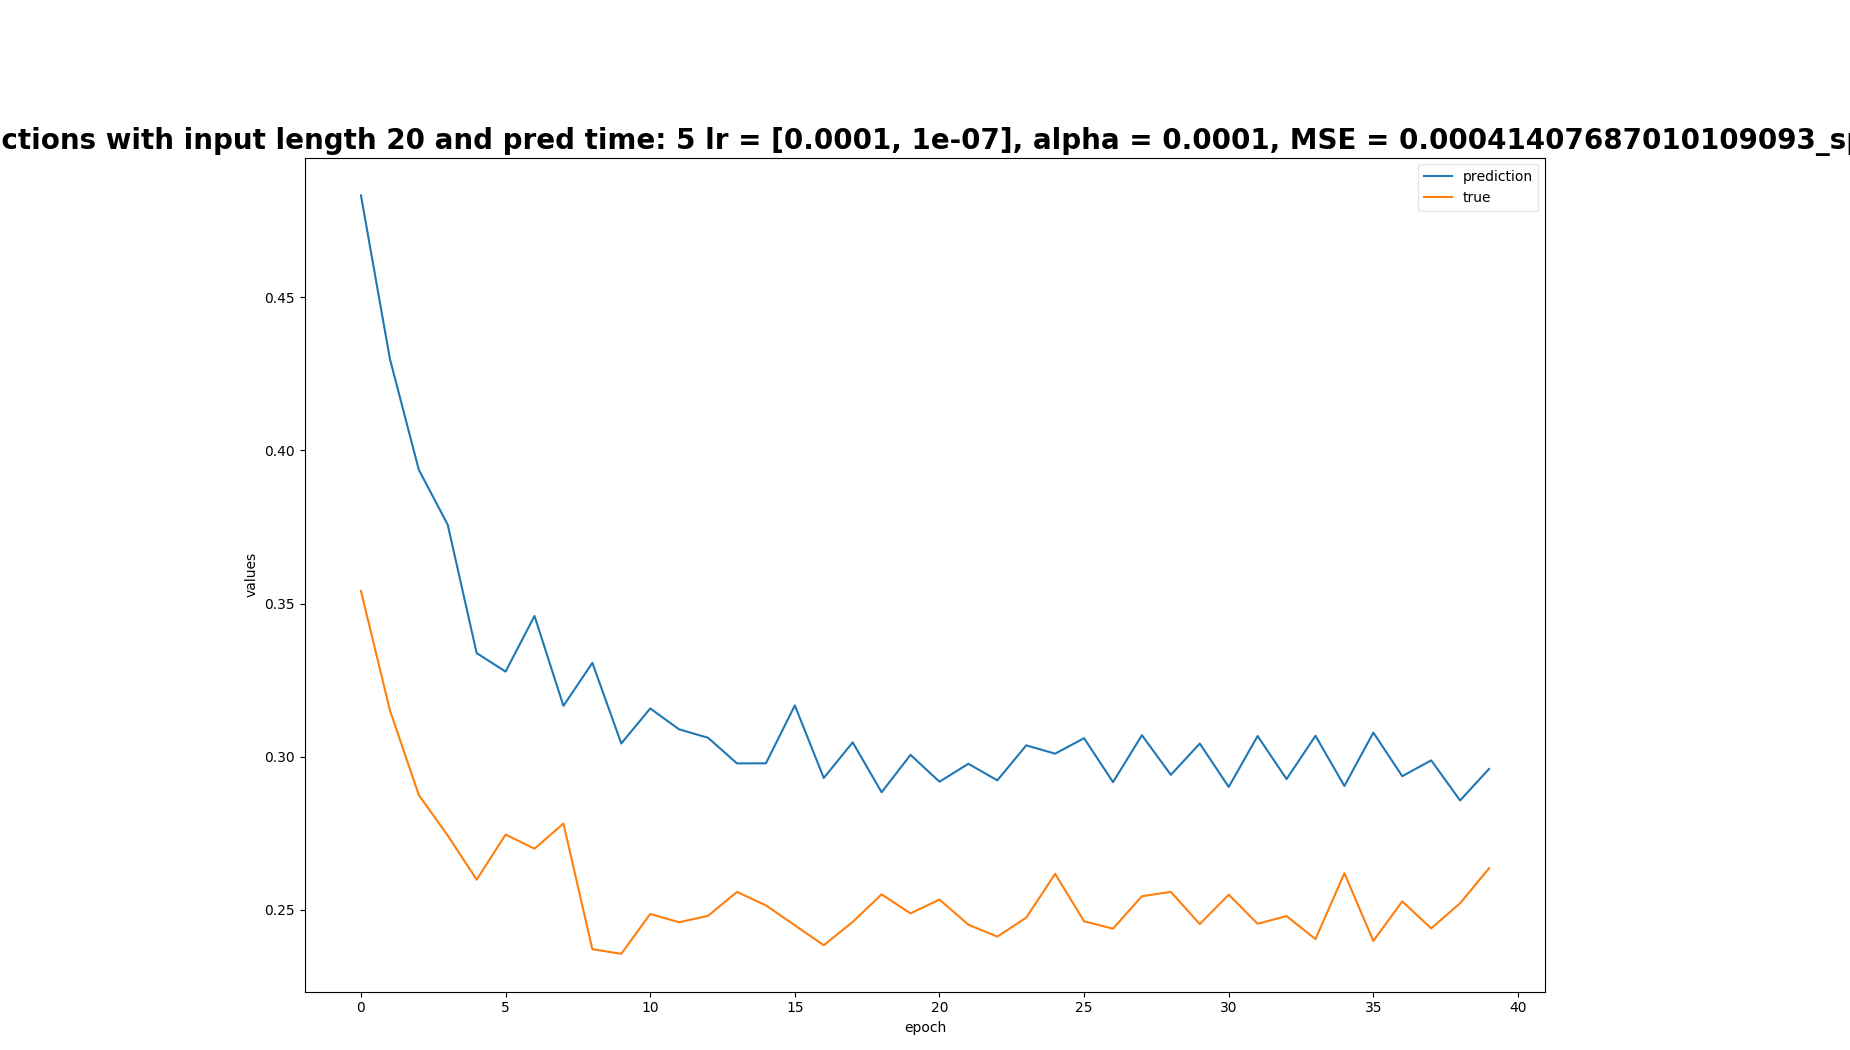 ctions with input length 20 and pred time: 5 lr = [0.0001, 1e-07], alpha = 0.0001, MSE = 0.00041407687010109093_sp
prediction
true
0.45
0.40
0.35
0.30
0.25
values
0 5 10 15 20 25 30 35 40
epoch